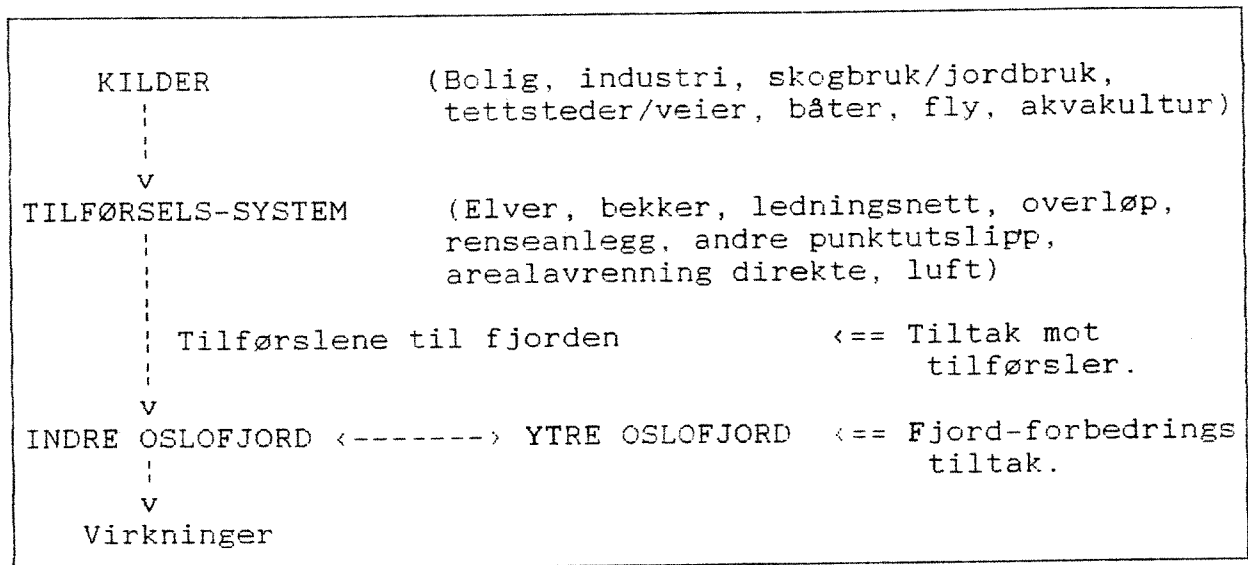 KILDER (Bolig, industri, skogbruk/jordbruk,
tettsteder/veier, båter, fly, akvakultur)
v
TILFØRSELS-SYSTEM (Elver, bekker, ledningsnett, overløp,
renseanlegg, andre punktutslipp,
arealavrenning direkte, luft)
Tilførslene til fjorden <== Tiltak mot
tilførsler.
v
INDRE OSLOFJORD <-------> YTRE OSLOFJORD <== Fjord-forbedrings
tiltak.
v
Virkninger